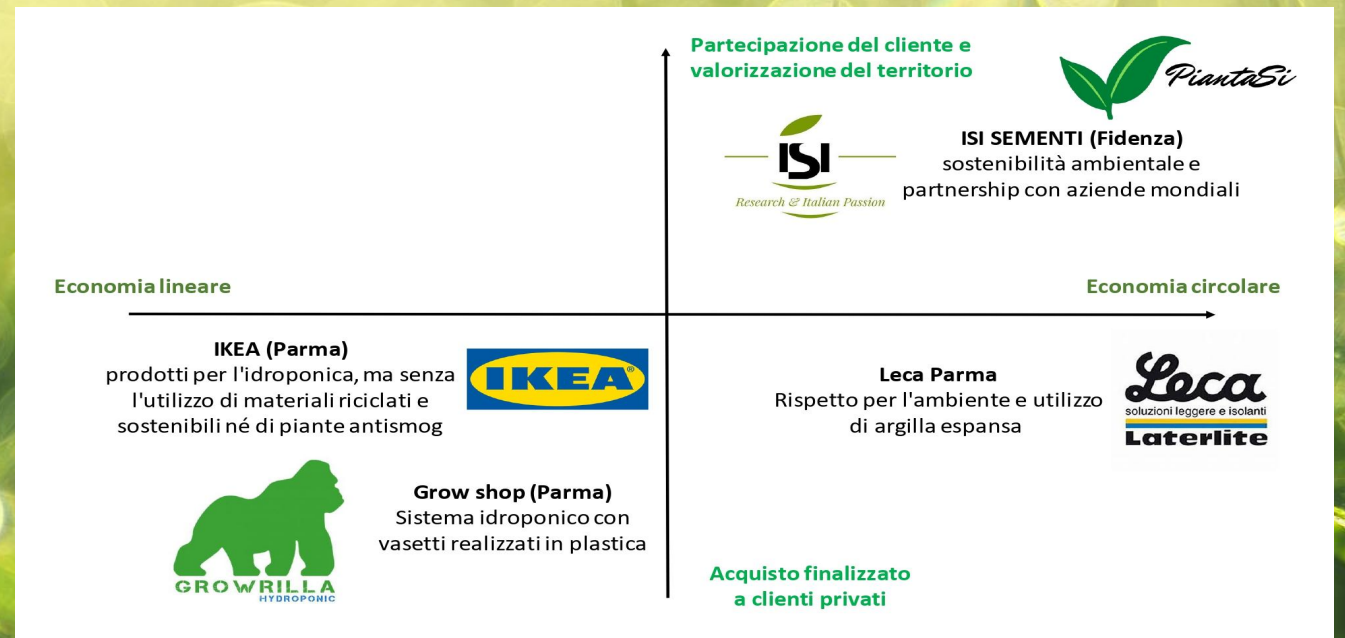 Partecipazione del cliente e
valorizzazione del territorio
PiantaSi
ISI
Research & Italian Passion
ISI SEMENTI (Fidenza)
sostenibilità ambientale e
partnership con aziende mondiali
Economia lineare
Economia circolare
IKEA (Parma)
prodotti per l'idroponica, ma senza
l'utilizzo di materiali riciclati e
sostenibili né di piante antismog
IKEA®
Leca Parma
Rispetto per l'ambiente e utilizzo
di argilla espansa
Leca
soluzioni leggere e isolanti
Laterlite
GROWRILLA
HYDROPONIC
Grow shop (Parma)
Sistema idroponico con
vasetti realizzati in plastica
Acquisto finalizzato
a clienti privati